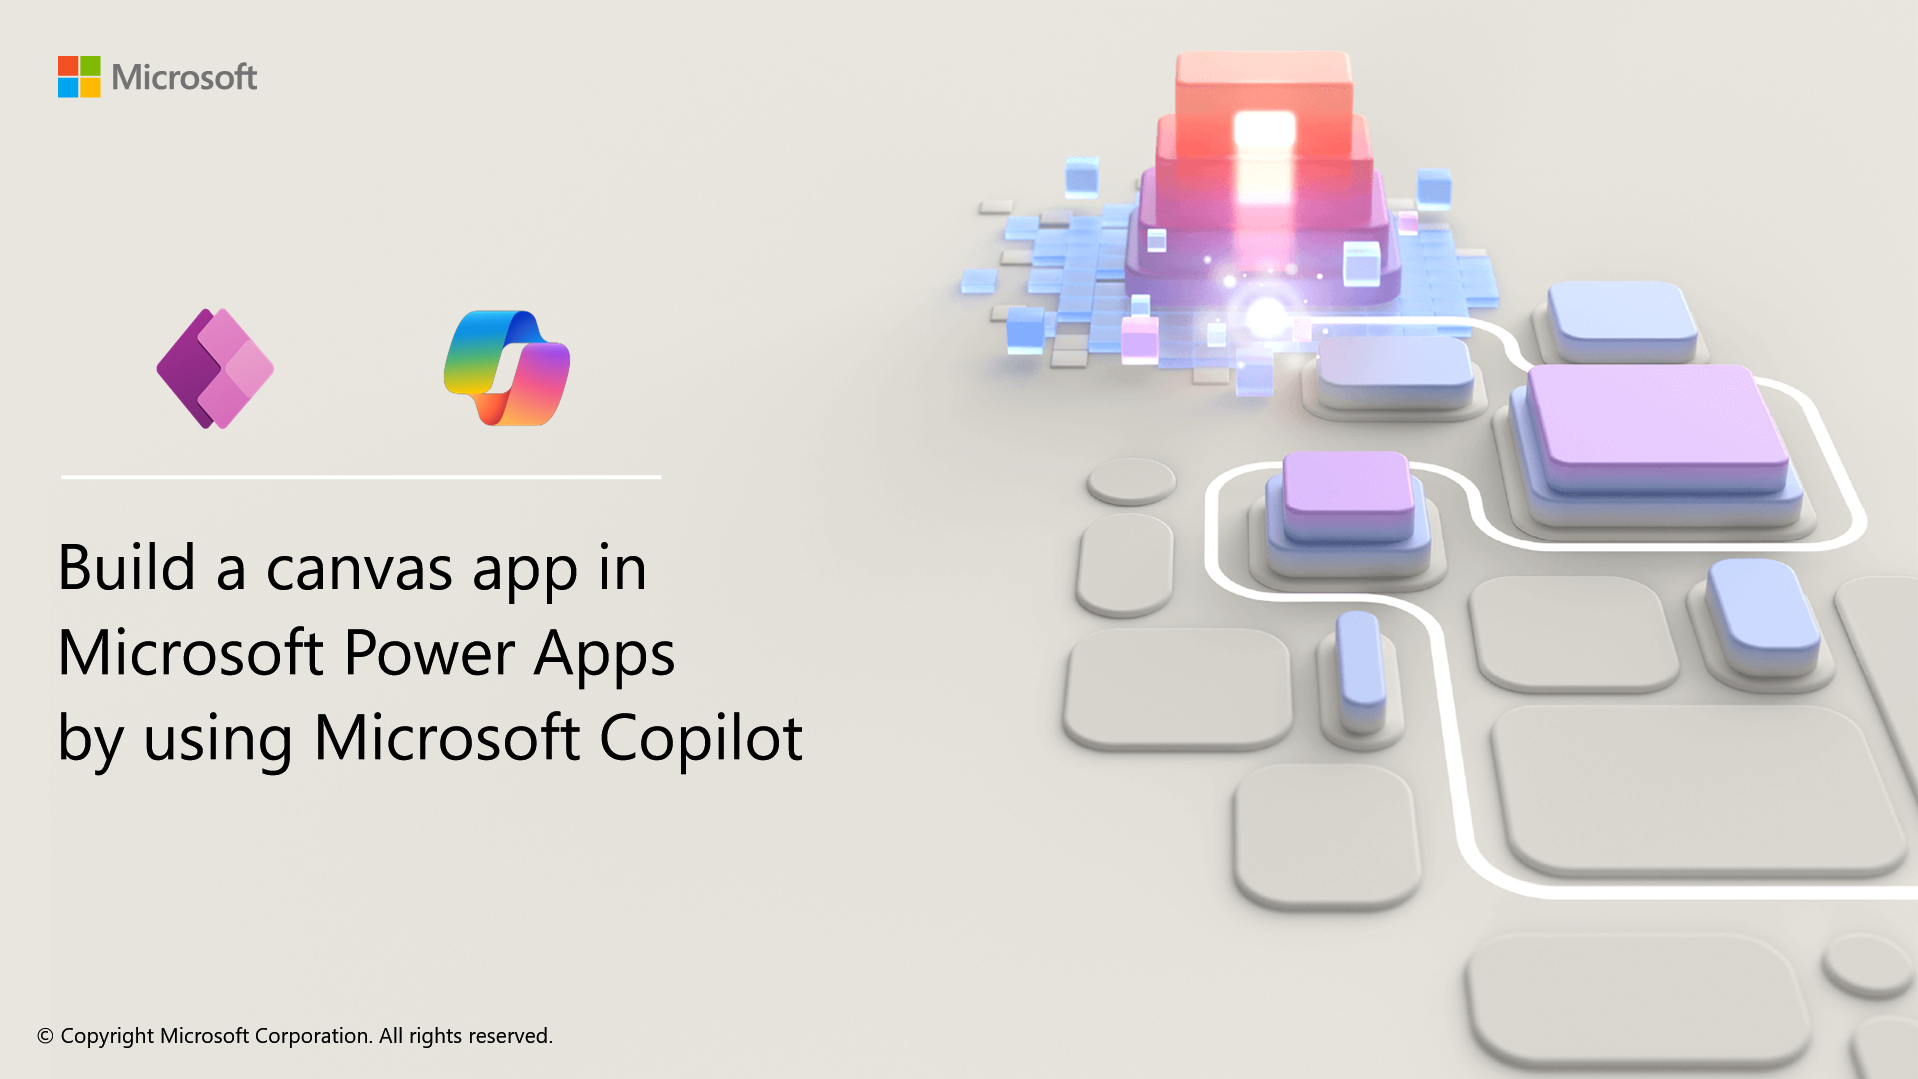 Microsoft
Build a canvas app in
Microsoft Power Apps
by using Microsoft Copilot
© Copyright Microsoft Corporation. All rights reserved.